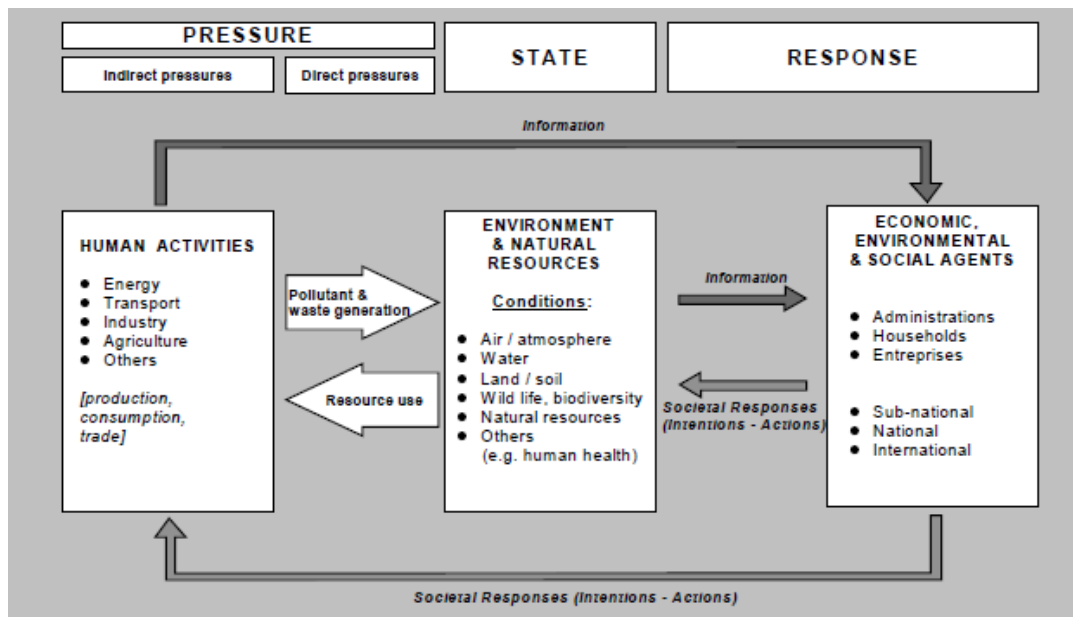 PRESSURE
STATE
RESPONSE
Indirect pressures
Direct pressures
Information
HUMAN ACTIVITIES
● Energy
● Transport
● Industry
● Agriculture
● Others
[production,
consumption,
trade]
Pollutant &
waste generation
Resource use
ENVIRONMENT
& NATURAL
RESOURCES
Conditions:
● Air / atmosphere
● Water
● Land / soil
● Wild life, biodiversity
● Natural resources
● Others
(e.g. human health)
Information
Societal Responses
(Intentions - Actions)
ECONOMIC,
ENVIRONMENTAL
& SOCIAL AGENTS
● Administrations
● Households
● Entreprises
● Sub-national
● National
● International
Societal Responses (Intentions - Actions)